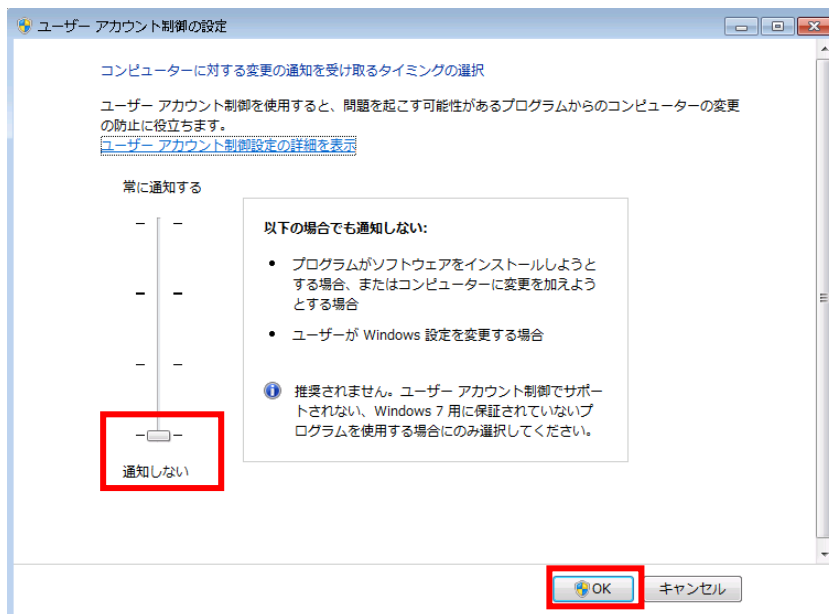 ユーザー アカウント制御の設定
コンピューターに対する変更の通知を受け取るタイミングの選択
ユーザー アカウント制御を使用すると、問題を起こす可能性があるプログラムからのコンピューターの変更
の防止に役立ちます。
ユーザー アカウント制御設定の詳細を表示
常に通知する
以下の場合でも通知しない:
• プログラムがソフトウェアをインストールしようと
する場合、またはコンピューターに変更を加えよう
とする場合
• ユーザーが Windows 設定を変更する場合
推奨されません。ユーザー アカウント制御でサポー
トされない、Windows 7 用に保証されていないプ
ログラムを使用する場合にのみ選択してください。
通知しない
OK
キャンセル